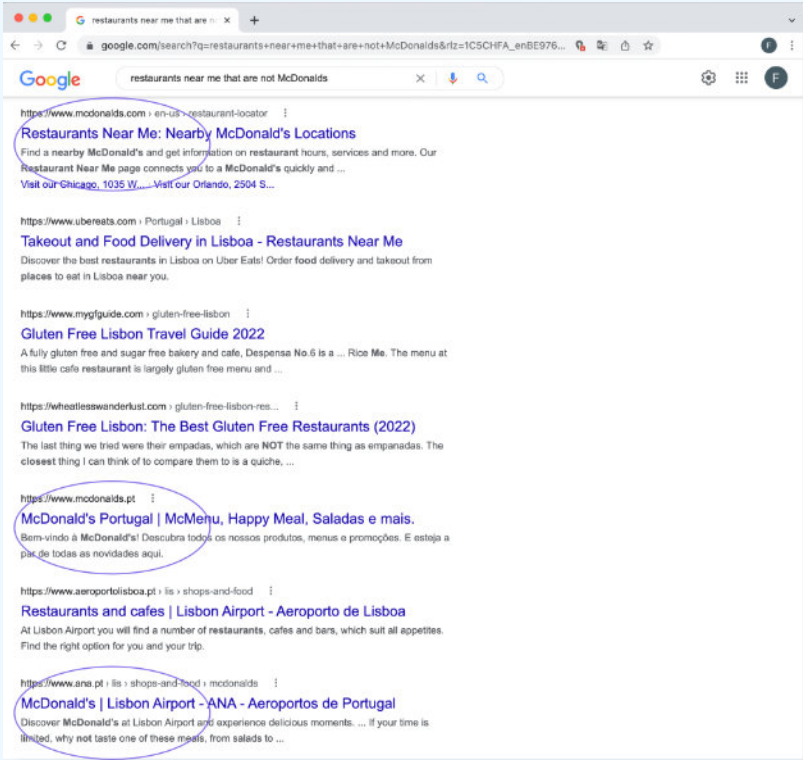 restaurants near me that are n
google.com/search?q=restaurants+near+me+that+are+not+McDonalds&rlz=1C5CHFA_enBE976...
F
Google
restaurants near me that are not McDonalds
F
https://www.mcdonalds.com › en-us › restaurant-locator
Restaurants Near Me: Nearby McDonald's Locations
Find a nearby McDonald's and get information on restaurant hours, services and more. Our
Restaurant Near Me page connects you to a McDonald's quickly and ...
Visit our Chicago, 1035 W... · Visit our Orlando, 2504 S...
https://www.ubereats.com › Portugal › Lisboa
Takeout and Food Delivery in Lisboa - Restaurants Near Me
Discover the best restaurants in Lisboa on Uber Eats! Order food delivery and takeout from
places to eat in Lisboa near you.
https://www.mygfguide.com › gluten-free-lisbon
Gluten Free Lisbon Travel Guide 2022
A fully gluten free and sugar free bakery and cafe, Despensa No.6 is a ... Rice Me. The menu at
this little cafe restaurant is largely gluten free menu and ...
https://wheatlesswanderlust.com › gluten-free-lisbon-res...
Gluten Free Lisbon: The Best Gluten Free Restaurants (2022)
The last thing we tried were their empadas, which are NOT the same thing as empanadas. The
closest thing I can think of to compare them to is a quiche, ...
https://www.mcdonalds.pt
McDonald's Portugal | McMenu, Happy Meal, Saladas e mais.
Bem-vindo à McDonald's! Descubra todos os nossos produtos, menus e promoções. E esteja a
par de todas as novidades aqui.
https://www.aeroportolisboa.pt › lis › shops-and-food
Restaurants and cafes | Lisbon Airport - Aeroporto de Lisboa
At Lisbon Airport you will find a number of restaurants, cafes and bars, which suit all appetites.
Find the right option for you and your trip.
https://www.ana.pt › lis › shops-and-food › mcdonalds
McDonald's | Lisbon Airport - ANA - Aeroportos de Portugal
Discover McDonald's at Lisbon Airport and experience delicious moments. ... If your time is
limited, why not taste one of these meals, from salads to ...